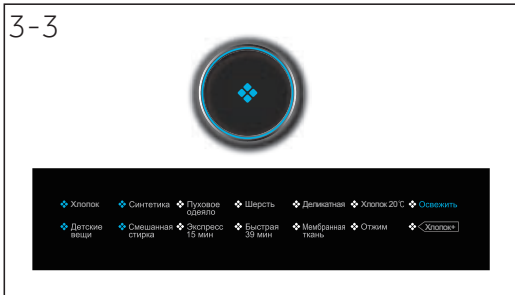 3-3
Хлопок Синтетика Пуховое одеяло Шерсть Деликатная Хлопок 20℃ Освежить
Детские вещи Смешанная стирка Экспресс 15 мин Быстрая 39 мин Мембранная ткань Отжим Хлопок+